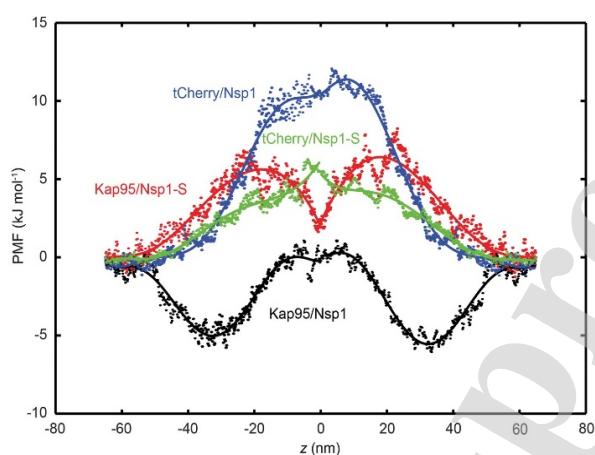 15
10
5
0
-5
-10
PMF (kJ mol⁻¹)
tCherry/Nsp1
tCherry/Nsp1-S
Kap95/Nsp1-S
Kap95/Nsp1
-80 -60 -40 -20 0 20 40 60 80
z (nm)